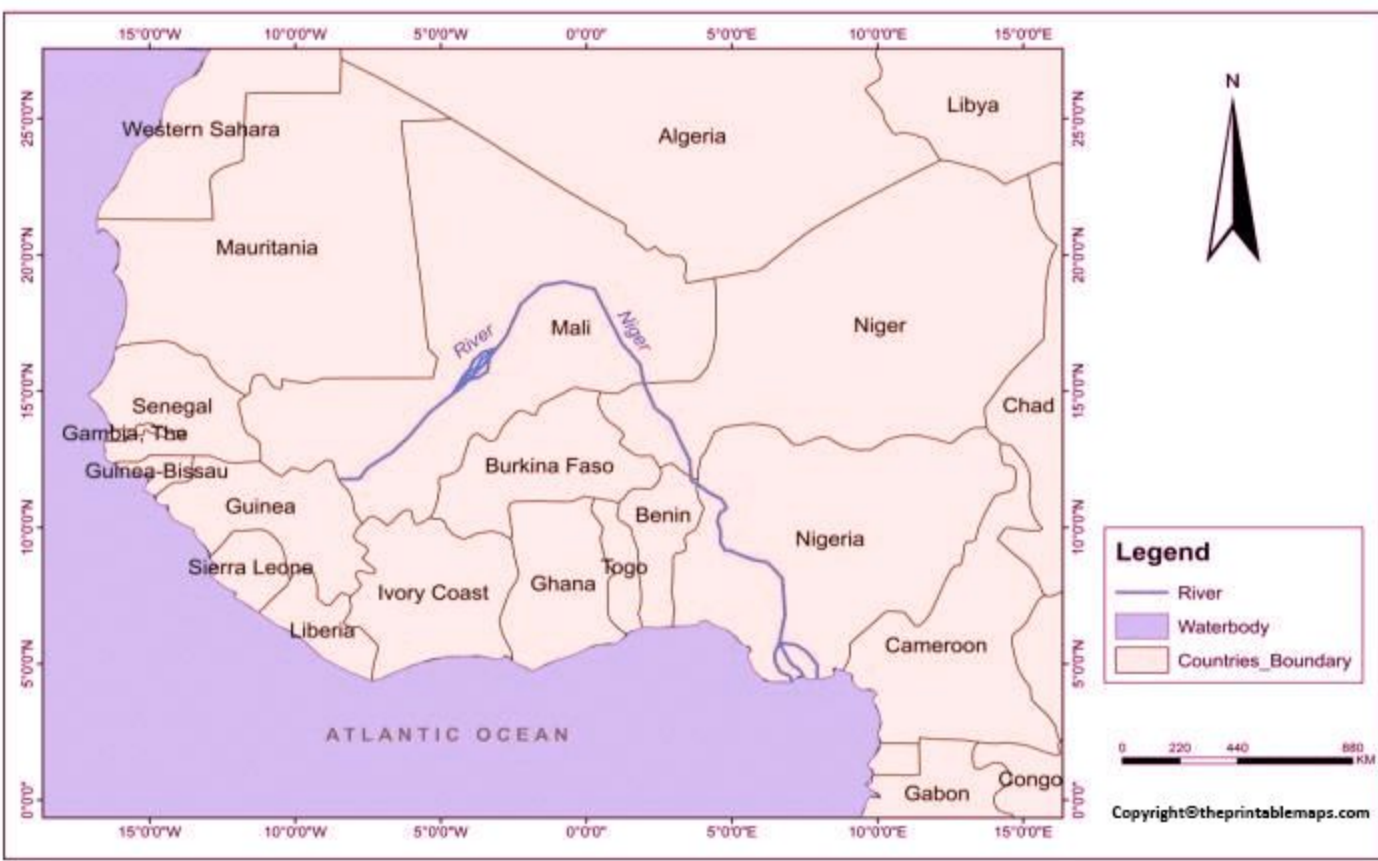 15°0'0"W 10°0'0"W 5°0'0"W 0°0'0" 5°0'0"E 10°0'0"E 15°0'0"E
25°0'0"N
20°0'0"N
15°0'0"N
10°0'0"N
5°0'0"N
0°0'0"
Western Sahara
Algeria
Libya
Mauritania
River
Mali
Niger
Niger
Senegal
Chad
Gambia, The
Guinea-Bissau
Burkina Faso
Guinea
Benin
Nigeria
Sierra Leone
Togo
Ivory Coast
Ghana
Liberia
Cameroon
ATLANTIC OCEAN
Gabon
Congo
25°0'0"N
20°0'0"N
15°0'0"N
10°0'0"N
5°0'0"N
0°0'0"
15°0'0"W 10°0'0"W 5°0'0"W 0°0'0" 5°0'0"E 10°0'0"E 15°0'0"E
N
Legend
River
Waterbody
Countries_Boundary
0 220 440 880
KM
Copyright©theprintablemaps.com